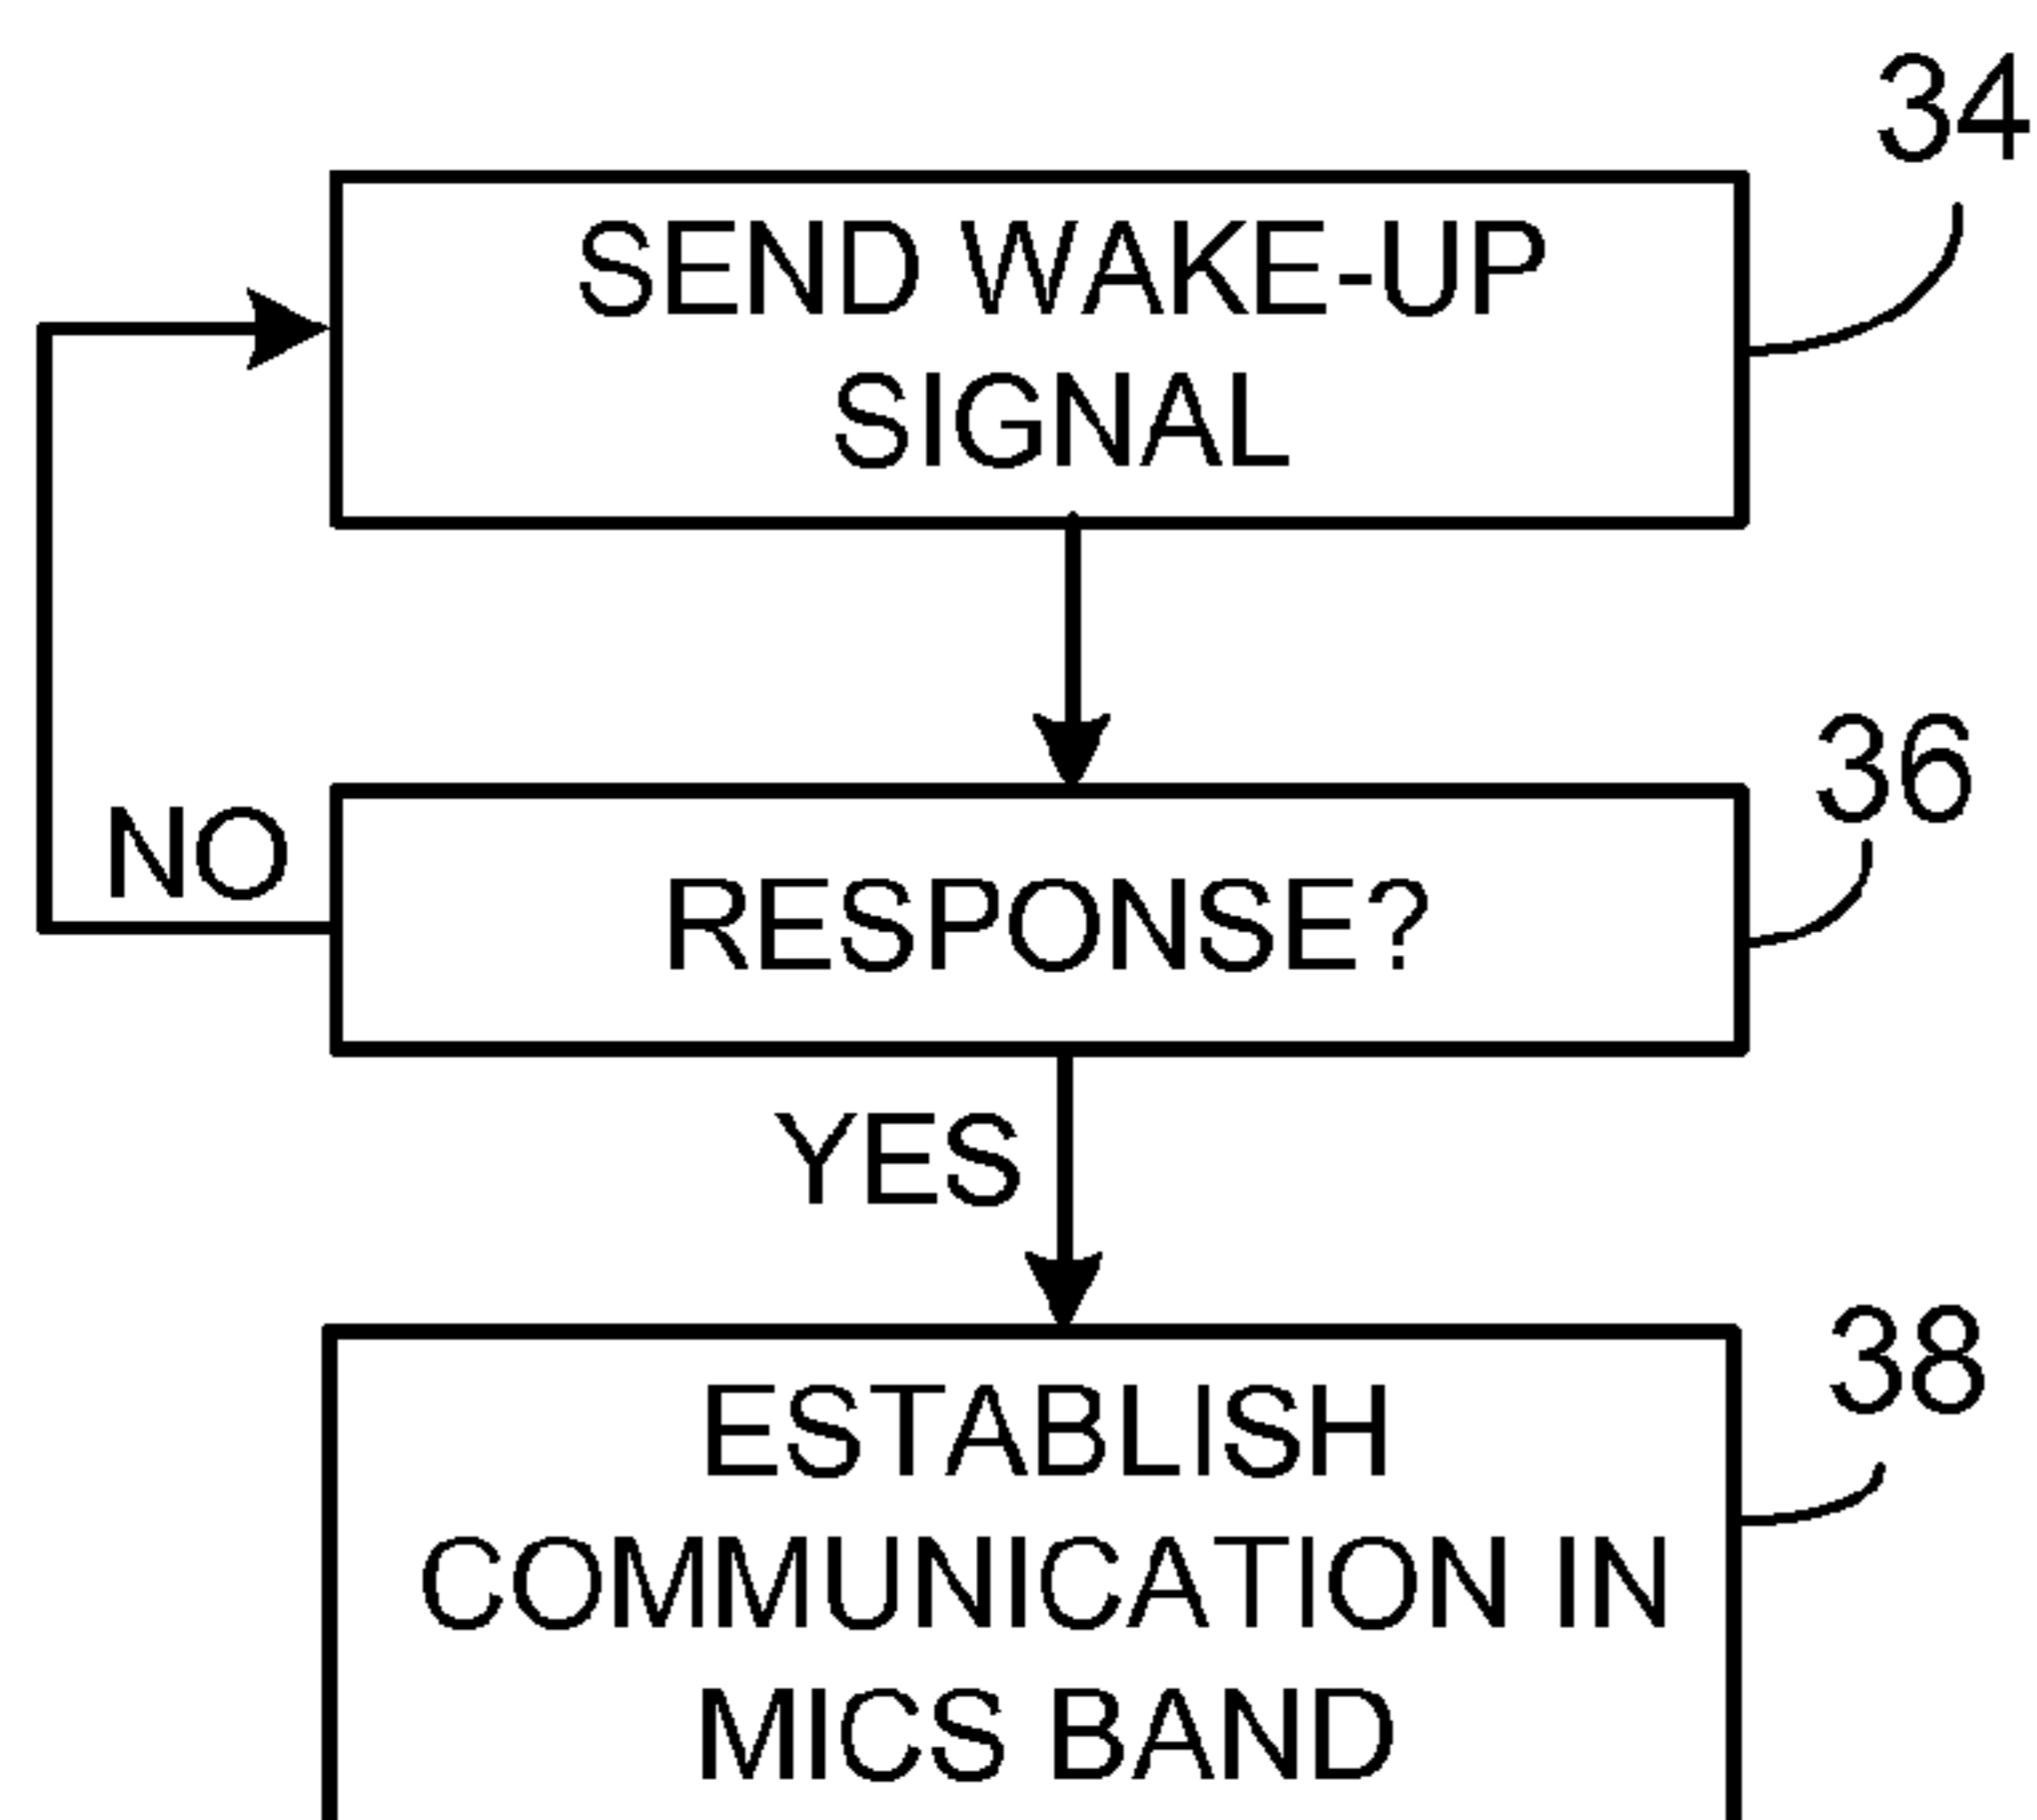 34
SEND WAKE-UP
SIGNAL
36
NO
RESPONSE?
YES
38
ESTABLISH
COMMUNICATION IN
MICS BAND